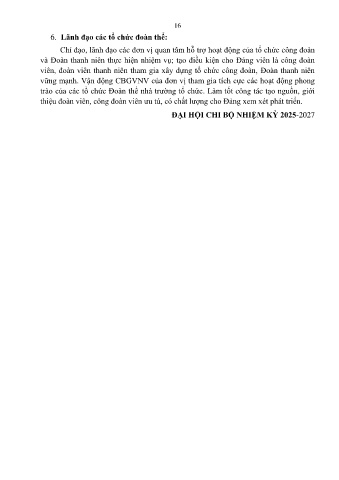 16
6. Lãnh đạo các tổ chức đoàn thể:
Chỉ đạo, lãnh đạo các đơn vị quan tâm hỗ trợ hoạt động của tổ chức công đoàn
và Đoàn thanh niên thực hiện nhiệm vụ; tạo điều kiện cho Đảng viên là công đoàn
viên, đoàn viên thanh niên tham gia xây dựng tổ chức công đoàn, Đoàn thanh niên
vững mạnh. Vận động CBGVNV của đơn vị tham gia tích cực các hoạt động phong
trào của các tổ chức Đoàn thể nhà trường tổ chức. Làm tốt công tác tạo nguồn, giới
thiệu đoàn viên, công đoàn viên ưu tú, có chất lượng cho Đảng xem xét phát triển.
ĐẠI HỘI CHI BỘ NHIỆM KỲ 2025-2027